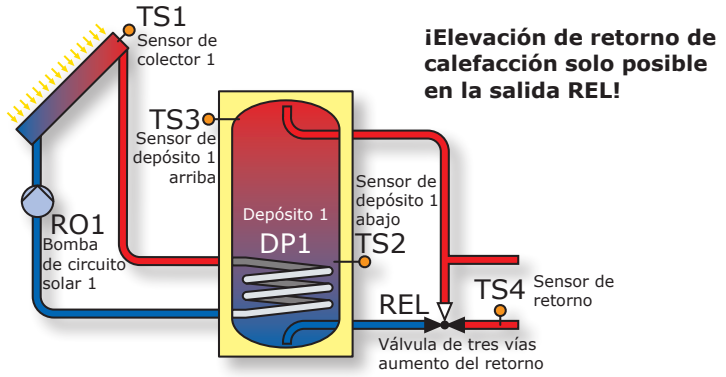 TS1
Sensor de
colector 1
¡Elevación de retorno de
calefacción solo posible
en la salida REL!
TS3
Sensor de
depósito 1
arriba
Sensor de
depósito 1
abajo
Depósito 1
DP1
TS2
RO1
Bomba
de circuito
solar 1
REL
TS4
Sensor de
retorno
Válvula de tres vías
aumento del retorno